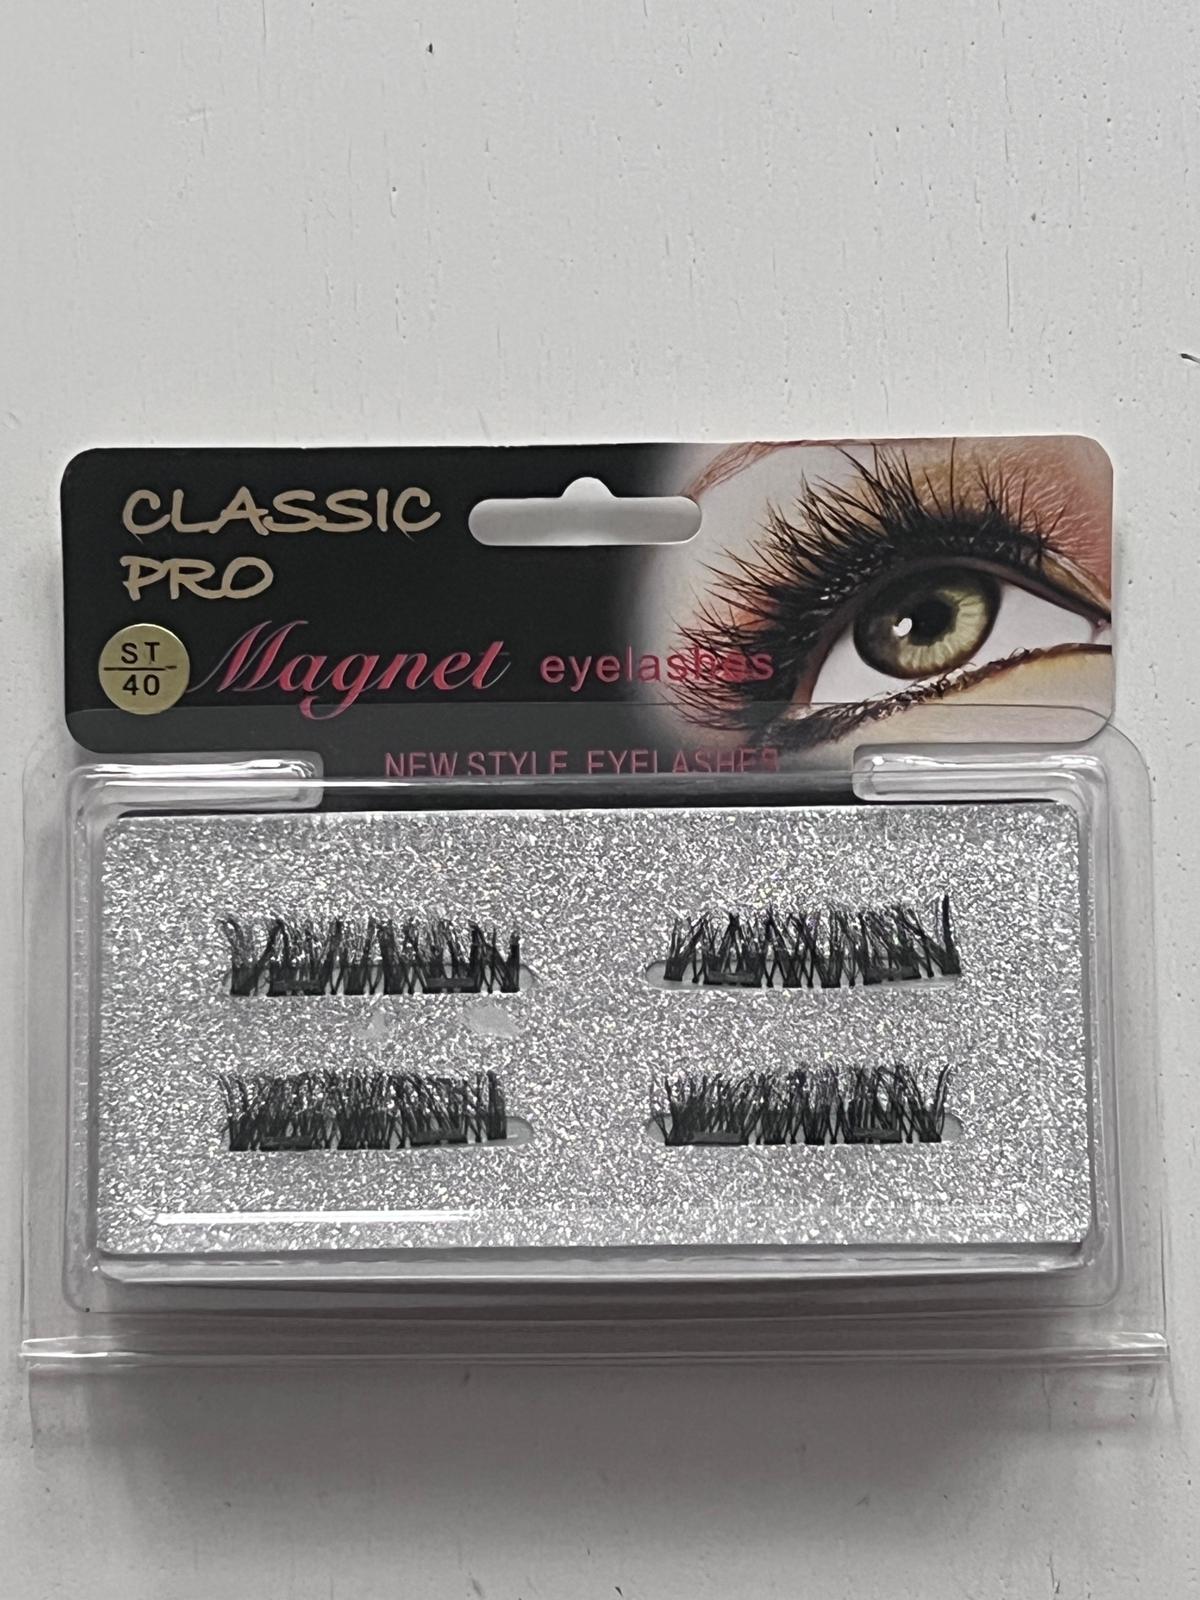 CLASSIC
PRO
ST
40
Magnet eyelashes
NEW STYLE EYELASHES